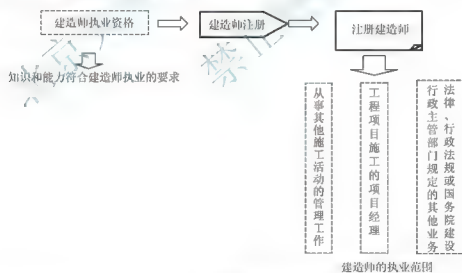 建造师执业资格
建造师注册
注册建造师
知识和能力符合建造师执业的要求
从事其他施工活动的管理工作
工程项目施工的项目经理
法律、行政法规或国务院建设
行政主管部门规定的其他业务
建造师的执业范围